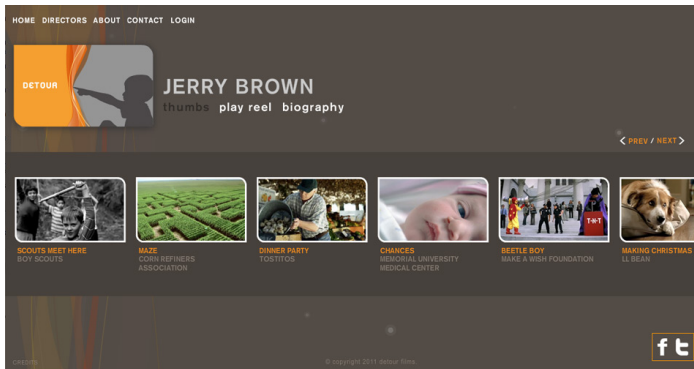 HOME DIRECTORS ABOUT CONTACT LOGIN
DETOUR
JERRY BROWN
thumbs play reel biography
PREV / NEXT
T·N·T
SCOUTS MEET HERE
BOY SCOUTS
MAZE
CORN REFINERS
ASSOCIATION
DINNER PARTY
TOSTITOS
CHANCES
MEMORIAL UNIVERSITY
MEDICAL CENTER
BEETLE BOY
MAKE A WISH FOUNDATION
MAKING CHRISTMAS
LL BEAN
CREDITS
© copyright 2011 detour films
f t